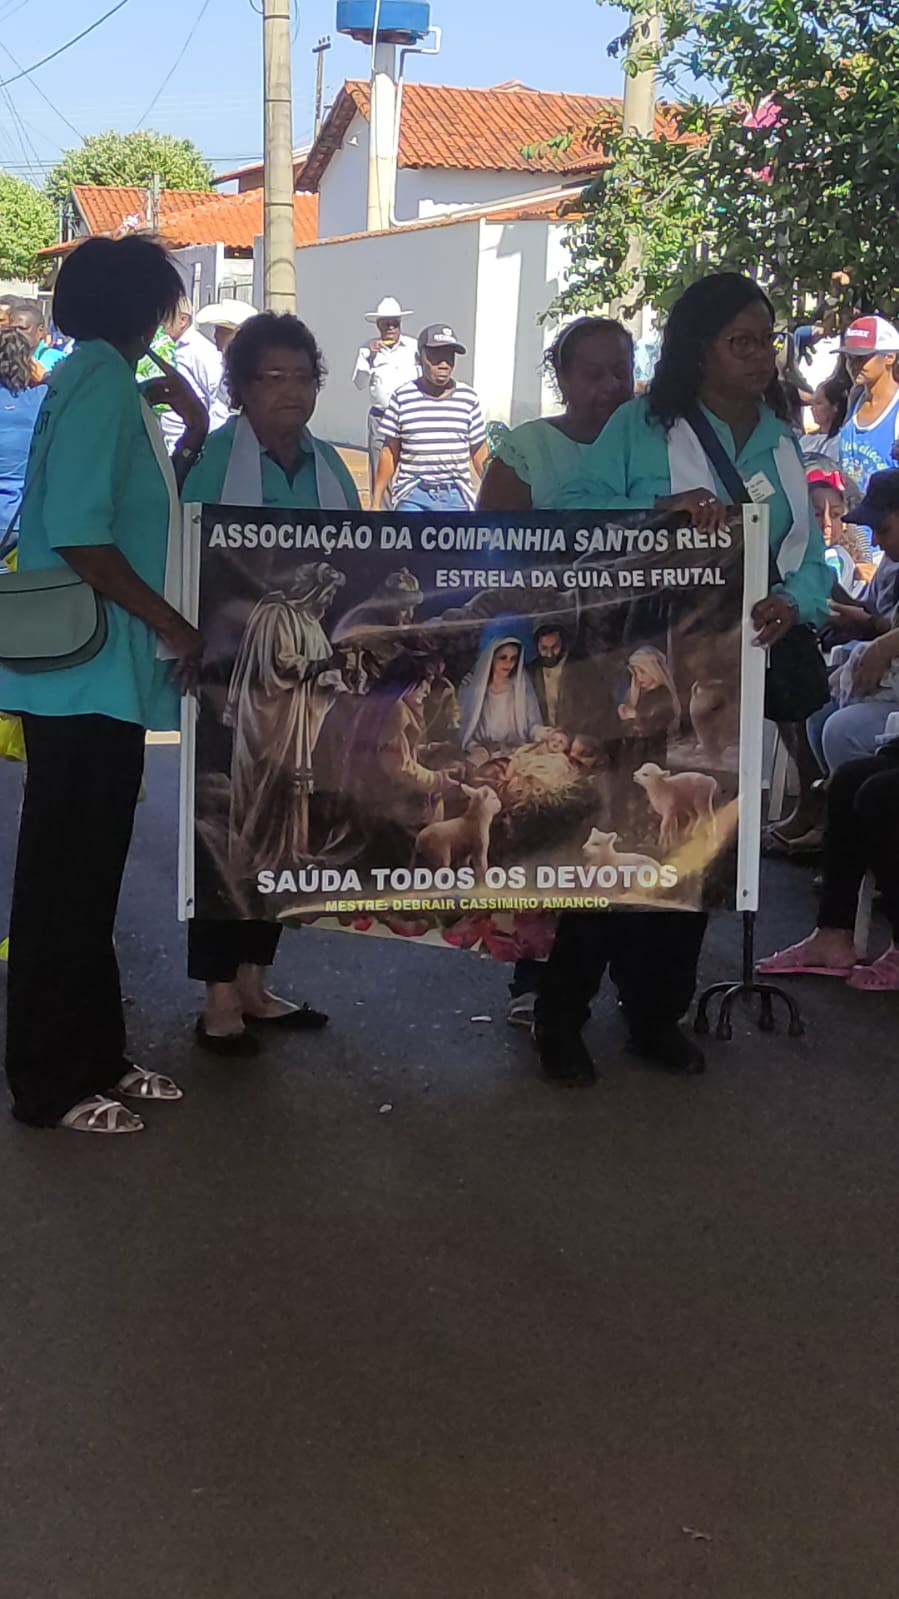 ASSOCIAÇÃO DA COMPANHIA SANTOS REIS
ESTRELA DA GUIA DE FRUTAL
SAÚDA TODOS OS DEVOTOS
MESTRE: DEBRAIR CASSIMIRO AMANCIO